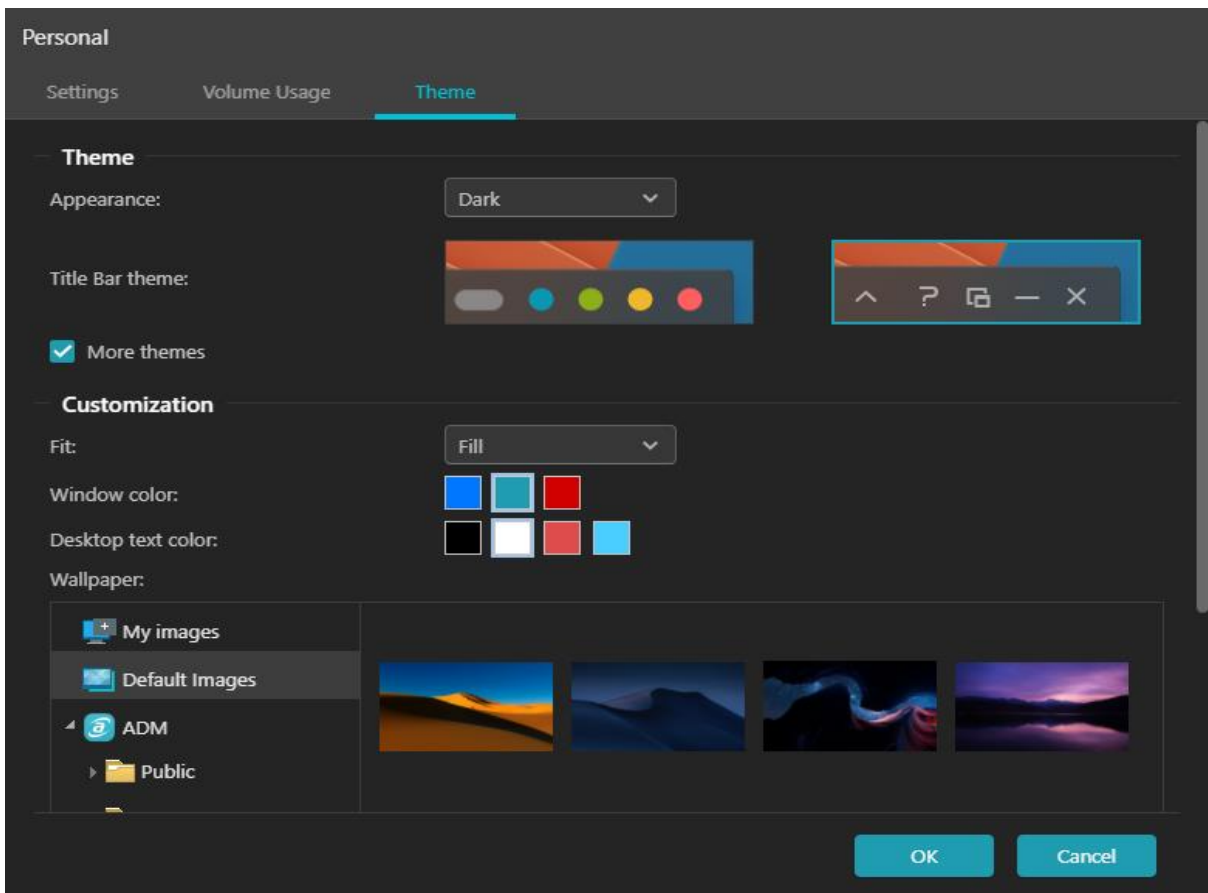 Personal
Settings Volume Usage Theme
Theme
Appearance: Dark
Title Bar theme:
More themes
Customization
Fit: Fill
Window color:
Desktop text color:
Wallpaper:
My images
Default Images
ADM
Public
OK Cancel